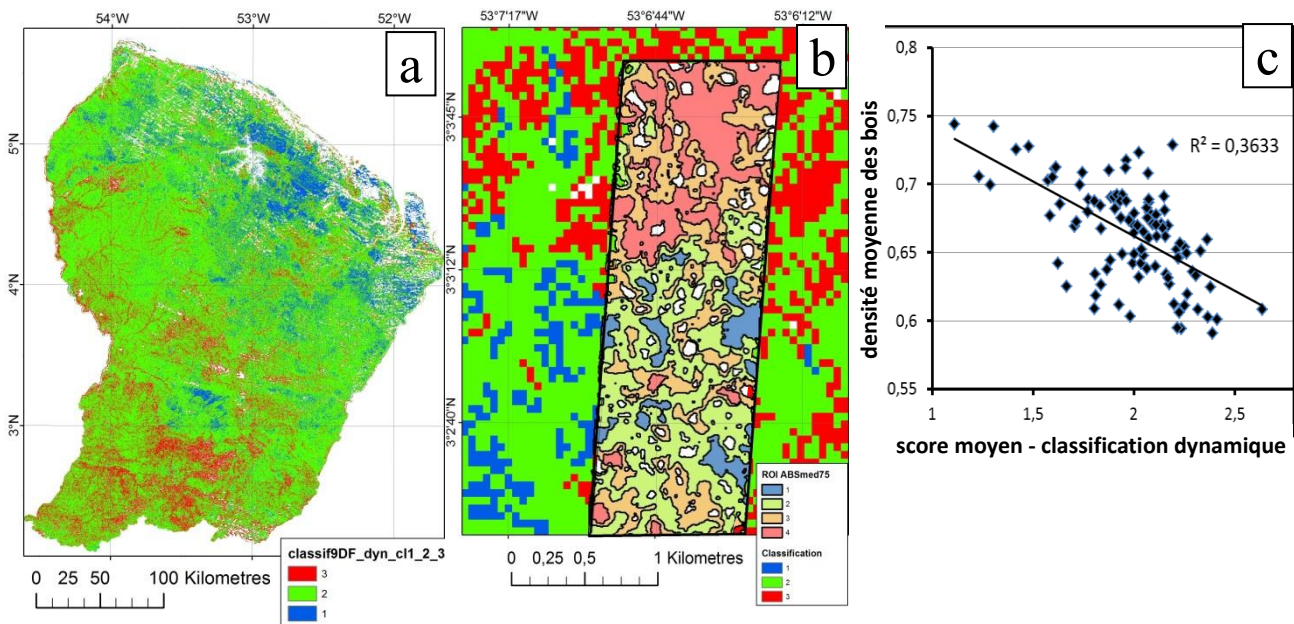 54°W 53°W 52°W
a
5°N
4°N
3°N
0 25 50 100 Kilometres
classif9DF_dyn_cl1_2_3
3
2
1
53°7'17"W 53°6'44"W 53°6'12"W
b
3°3'45"N
3°3'12"N
3°2'40"N
0 0,25 0,5 1 Kilometres
ROI ABSmed75
1
2
3
4
Classification
1
2
3
c
densité moyenne des bois
0,8
0,75
0,7
0,65
0,6
0,55
R² = 0,3633
1 1,5 2 2,5
score moyen - classification dynamique